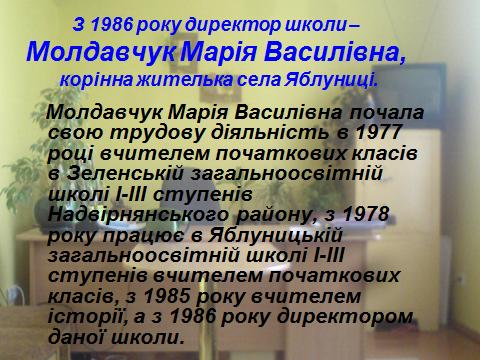 З 1986 року директор школи –
Молдавчук Марія Василівна,
корінна жителька села Яблуниці.
Молдавчук Марія Василівна почала
свою трудову діяльність в 1977
році вчителем початкових класів
в Зеленській загальноосвітній
школі І-ІІІ ступенів
Надвірнянського району, з 1978
року працює в Яблуницькій
загальноосвітній школі І-ІІІ
ступенів вчителем початкових
класів, з 1985 року вчителем
історії, а з 1986 року директором
даної школи.